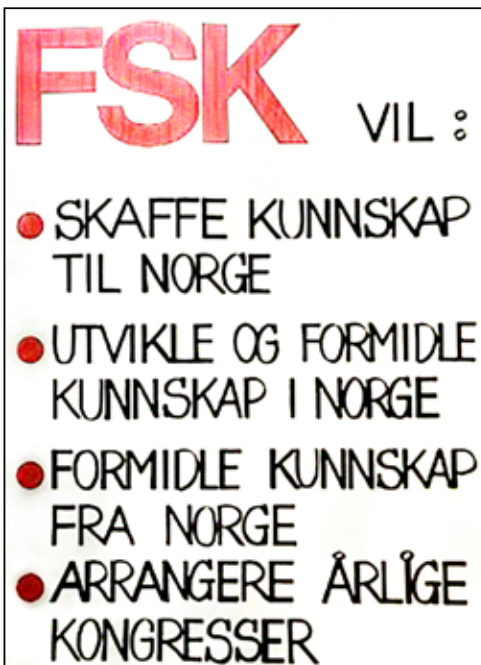 FSK VIL :
SKAFFE KUNNSKAP
TIL NORGE
UTVIKLE OG FORMIDLE
KUNNSKAP I NORGE
FORMIDLE KUNNSKAP
FRA NORGE
ARRANGERE ÅRLIGE
KONGRESSER